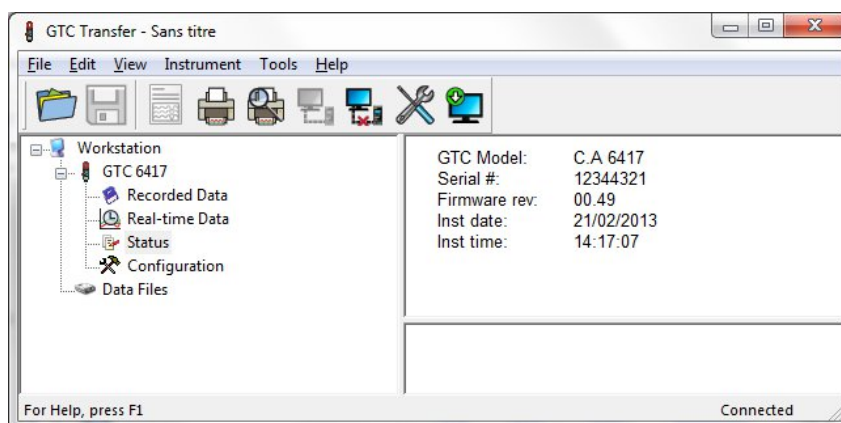 GTC Transfer - Sans titre
File Edit View Instrument Tools Help
Workstation
GTC 6417
Recorded Data
Real-time Data
Status
Configuration
Data Files
GTC Model: C.A 6417
Serial #: 12344321
Firmware rev: 00.49
Inst date: 21/02/2013
Inst time: 14:17:07
For Help, press F1 Connected